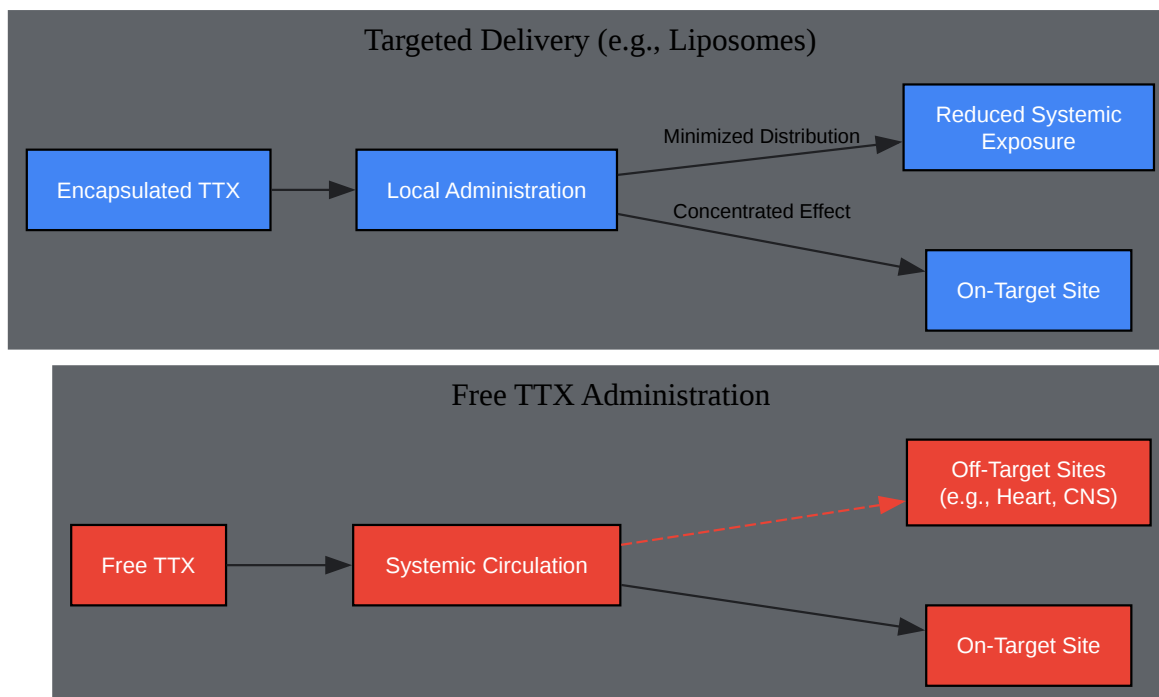 Targeted Delivery (e.g., Liposomes)
Encapsulated TTX
Local Administration
Minimized Distribution
Concentrated Effect
Reduced Systemic
Exposure
On-Target Site
Free TTX Administration
Free TTX
Systemic Circulation
Off-Target Sites
(e.g., Heart, CNS)
On-Target Site